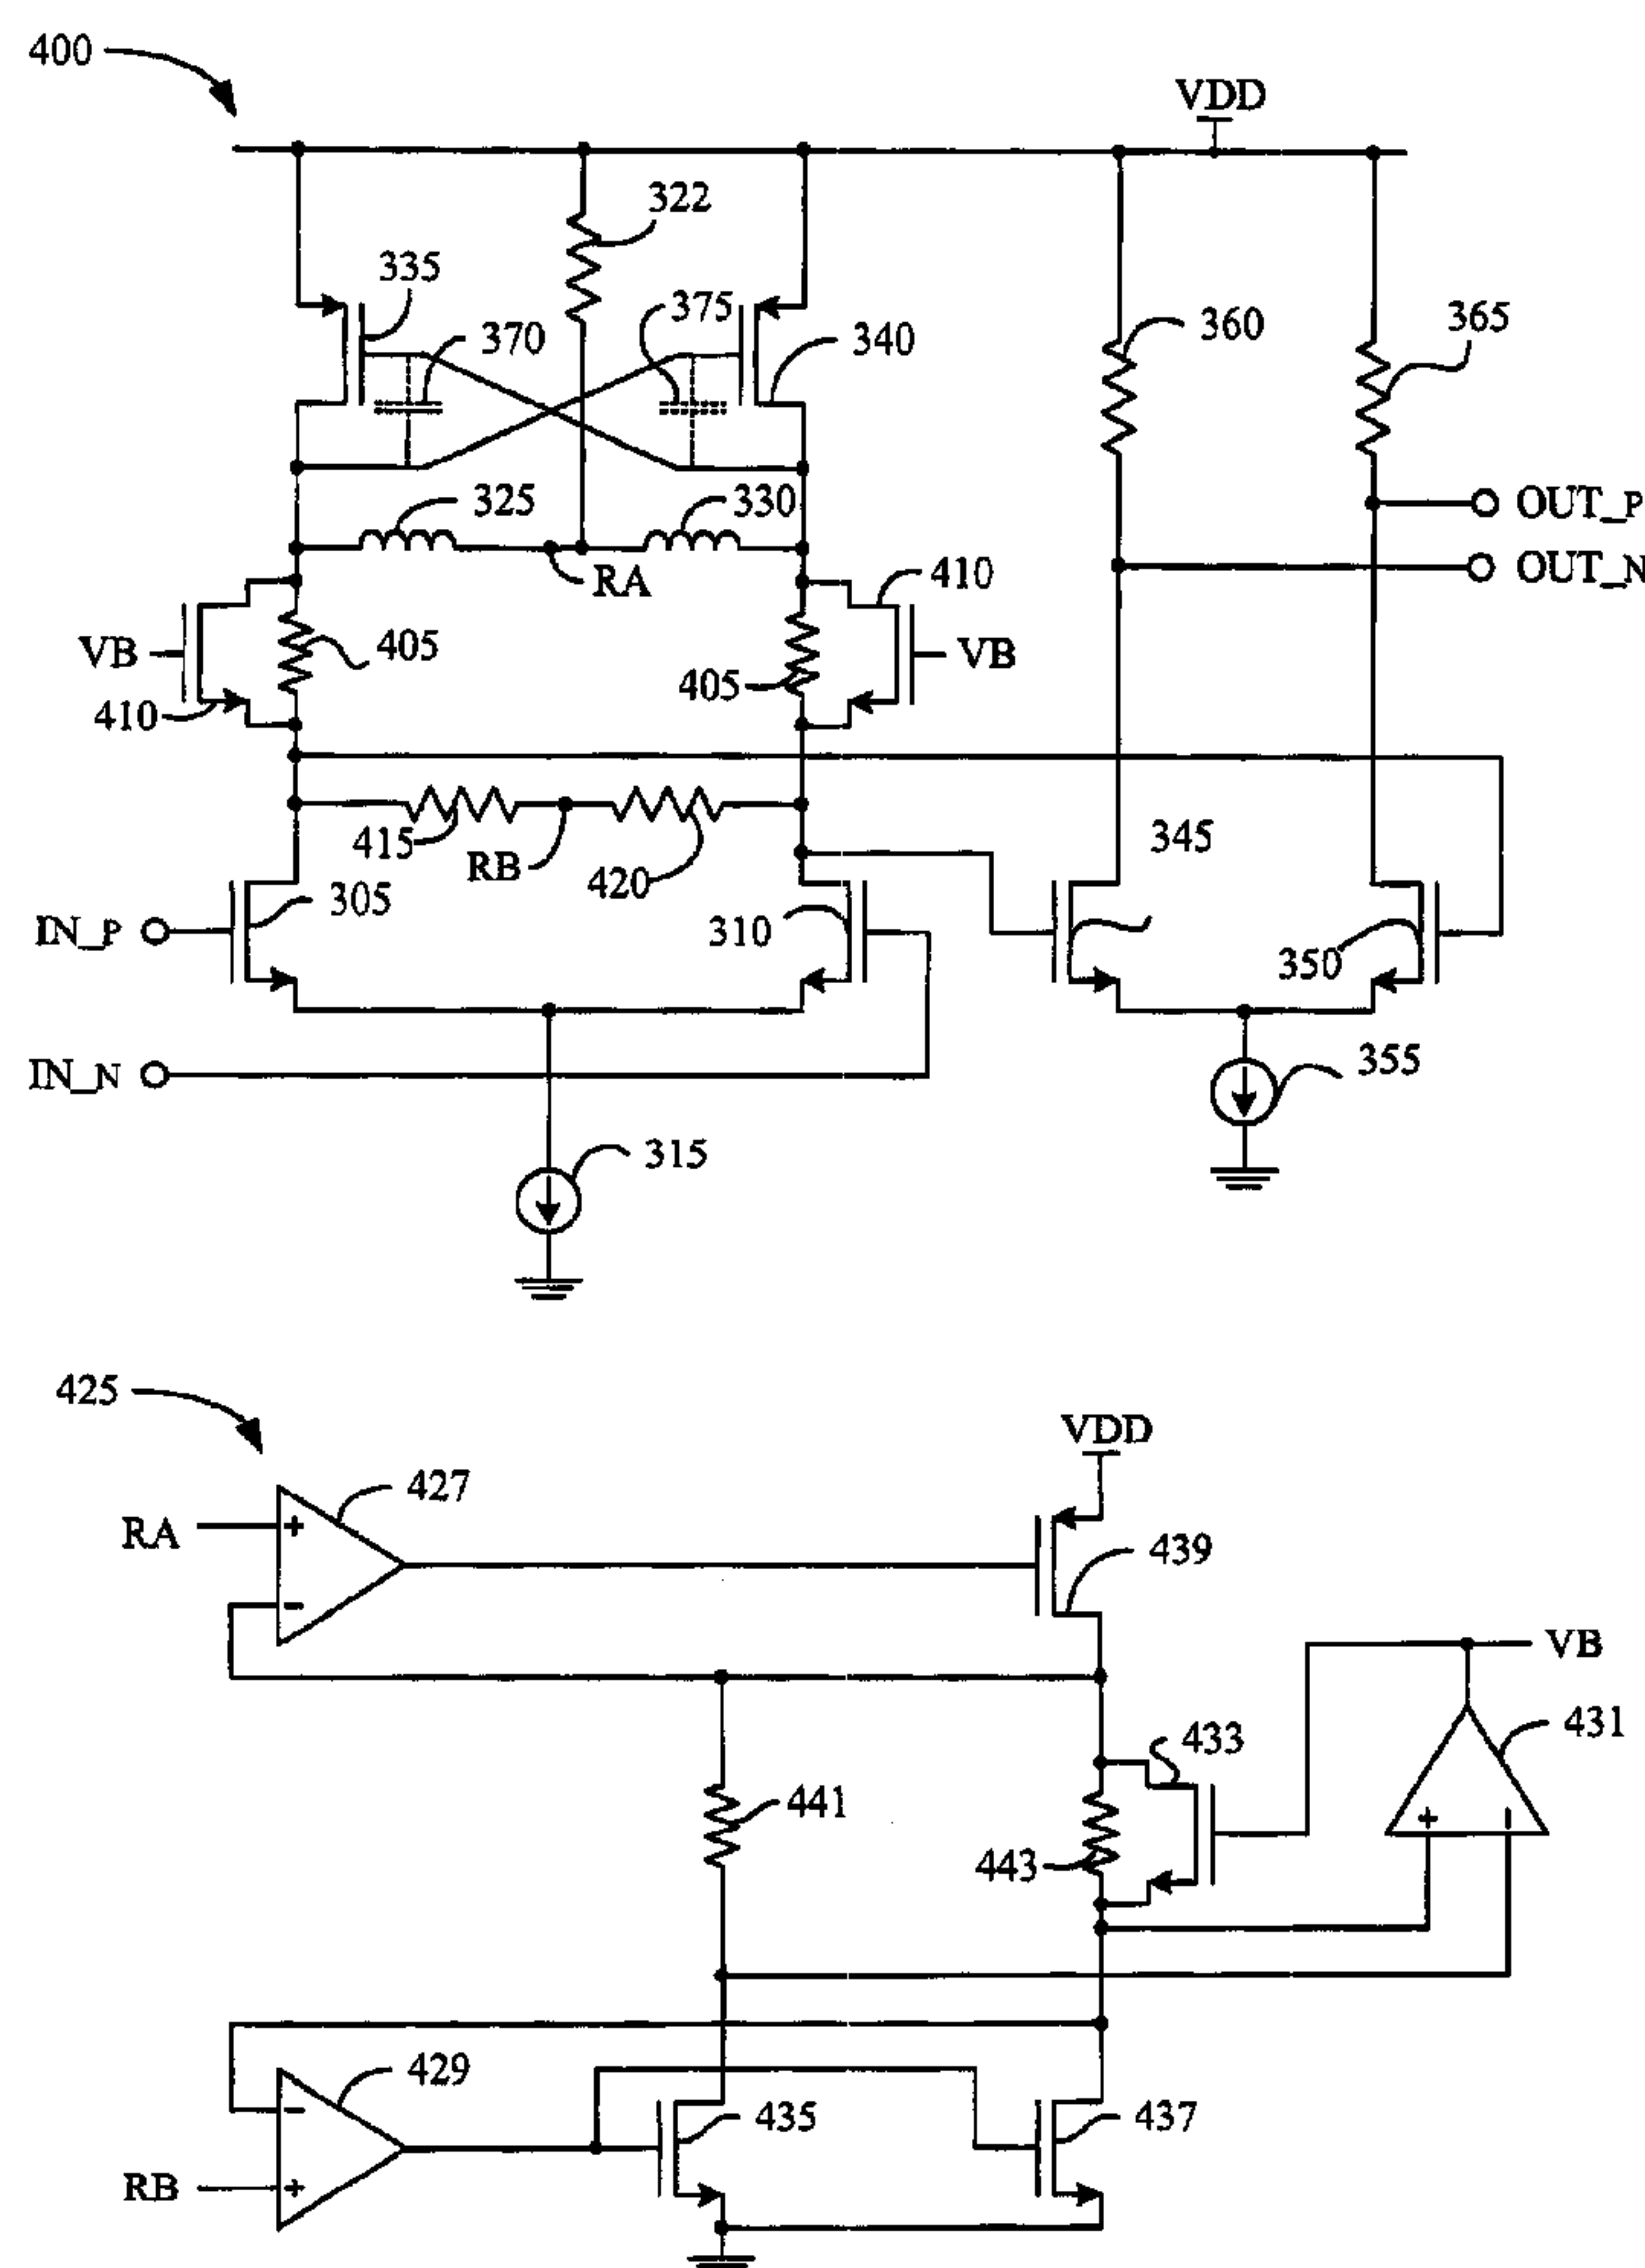 400
VDD
322
335
370
375
340
360
365
325
330
OUT_P
RA
410
OUT_N
VB
405
405
VB
410
415
RB
420
345
IN_P
305
310
350
IN_N
355
315
425
VDD
427
RA
+
439
−
VB
433
431
441
443
+
−
429
−
435
437
RB
+